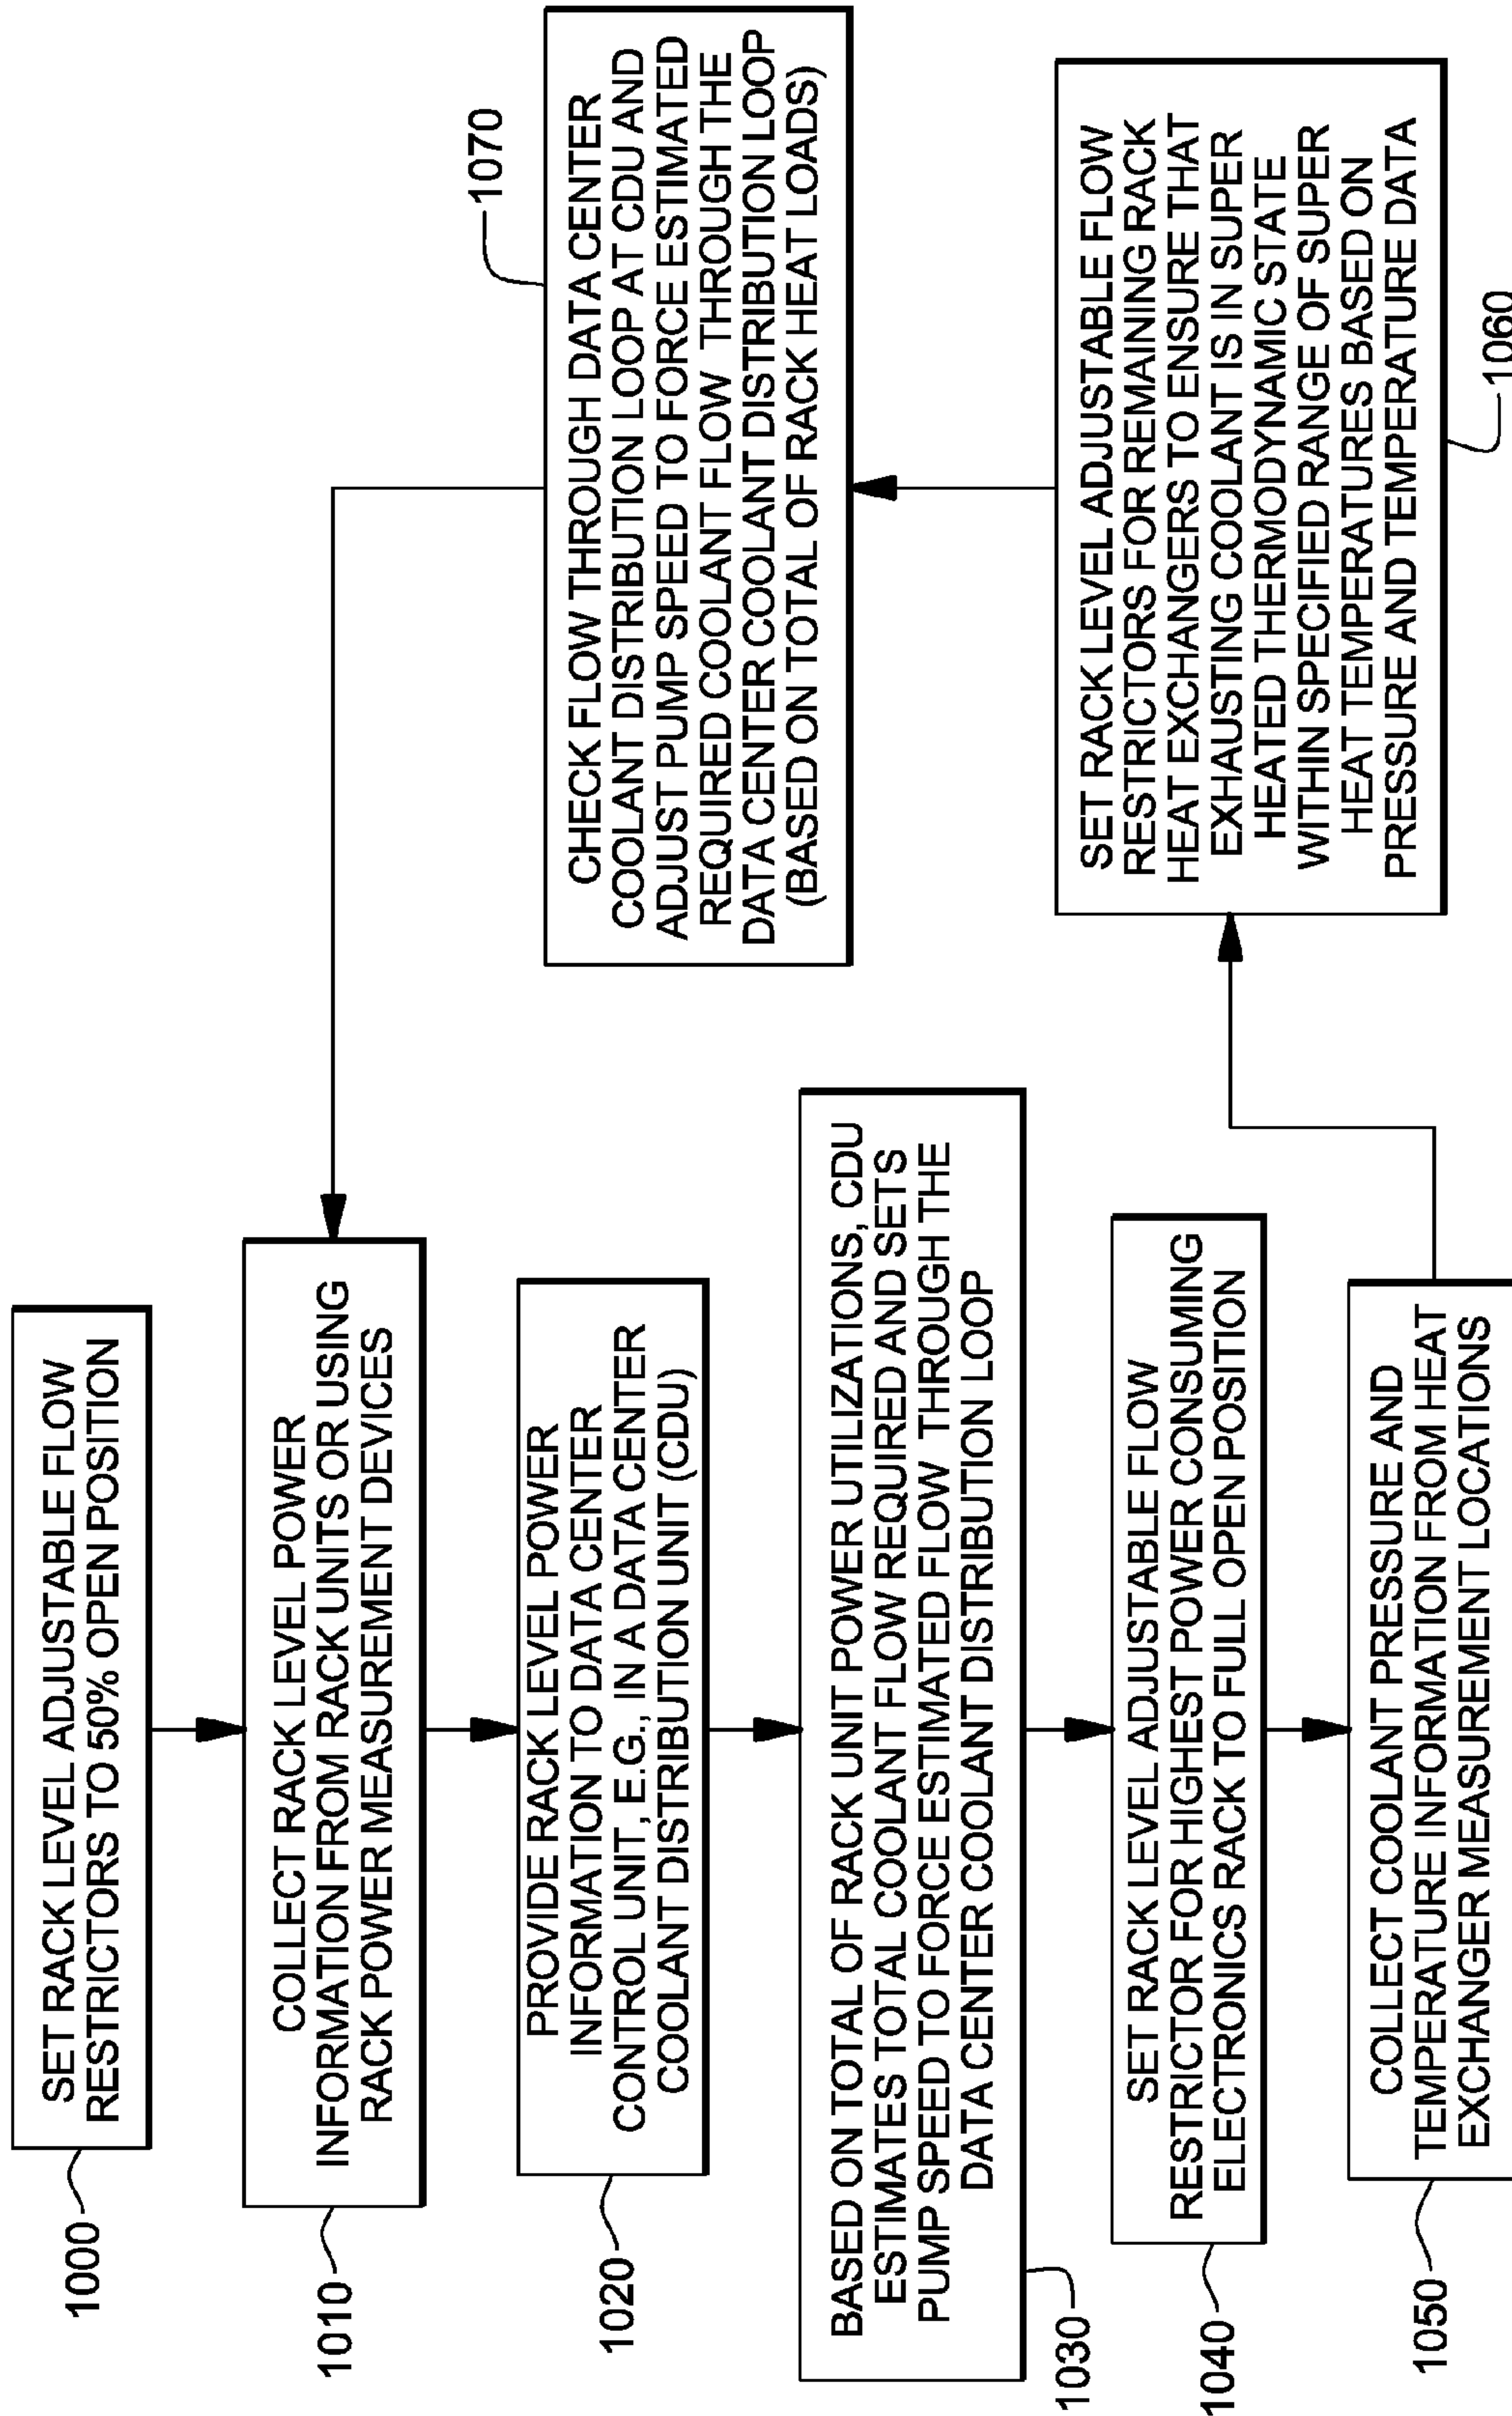 SET RACK LEVEL ADJUSTABLE FLOW
RESTRICTORS TO 50% OPEN POSITION
1000
COLLECT RACK LEVEL POWER
INFORMATION FROM RACK UNITS OR USING
RACK POWER MEASUREMENT DEVICES
1010
PROVIDE RACK LEVEL POWER
INFORMATION TO DATA CENTER
CONTROL UNIT, E.G., IN A DATA CENTER
COOLANT DISTRIBUTION UNIT (CDU)
1020
BASED ON TOTAL OF RACK UNIT POWER UTILIZATIONS, CDU
ESTIMATES TOTAL COOLANT FLOW REQUIRED AND SETS
PUMP SPEED TO FORCE ESTIMATED FLOW THROUGH THE
DATA CENTER COOLANT DISTRIBUTION LOOP
1030
SET RACK LEVEL ADJUSTABLE FLOW
RESTRICTOR FOR HIGHEST POWER CONSUMING
ELECTRONICS RACK TO FULL OPEN POSITION
1040
COLLECT COOLANT PRESSURE AND
TEMPERATURE INFORMATION FROM HEAT
EXCHANGER MEASUREMENT LOCATIONS
1050
SET RACK LEVEL ADJUSTABLE FLOW
RESTRICTORS FOR REMAINING RACK
HEAT EXCHANGERS TO ENSURE THAT
EXHAUSTING COOLANT IS IN SUPER
HEATED THERMODYNAMIC STATE
WITHIN SPECIFIED RANGE OF SUPER
HEAT TEMPERATURES BASED ON
PRESSURE AND TEMPERATURE DATA
1060
CHECK FLOW THROUGH DATA CENTER
COOLANT DISTRIBUTION LOOP AT CDU AND
ADJUST PUMP SPEED TO FORCE ESTIMATED
REQUIRED COOLANT FLOW THROUGH THE
DATA CENTER COOLANT DISTRIBUTION LOOP
(BASED ON TOTAL OF RACK HEAT LOADS)
1070